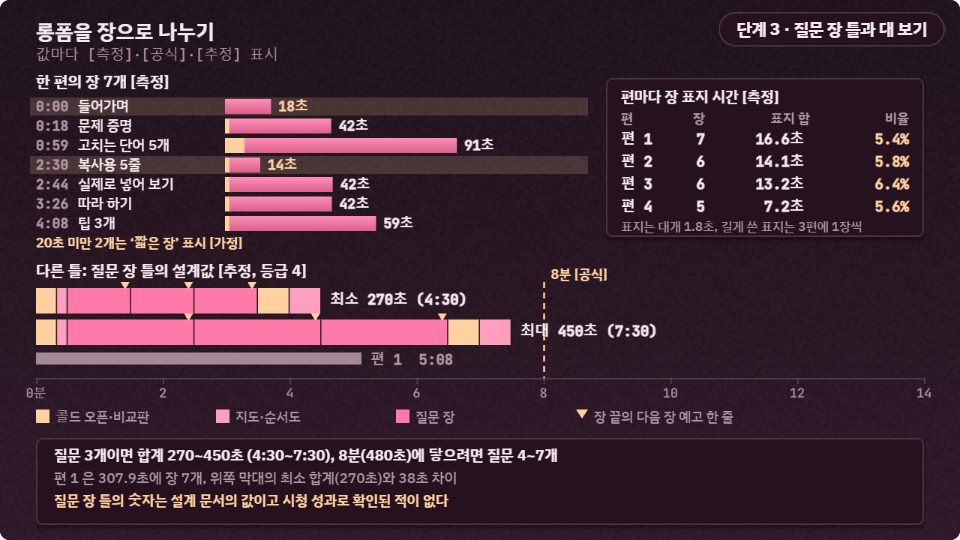 롱폼을 장으로 나누기
값마다 [측정]·[공식]·[추정] 표시
단계 3 · 질문 장 틀과 대 보기
한 편의 장 7개 [측정]
0:00 들어가며 18초
0:18 문제 증명 42초
0:59 고치는 단어 5개 91초
2:30 복사용 5줄 14초
2:44 실제로 넣어 보기 42초
3:26 따라 하기 42초
4:08 팁 3개 59초
20초 미만 2개는 ‘짧은 장’ 표시 [가정]
편마다 장 표지 시간 [측정]
편 장 표지 합 비율
편 1 7 16.6초 5.4%
편 2 6 14.1초 5.8%
편 3 6 13.2초 6.4%
편 4 5 7.2초 5.6%
표지는 대개 1.8초, 길게 쓴 표지는 3편에 1장씩
다른 틀: 질문 장 틀의 설계값 [추정, 등급 4]
8분 [공식]
최소 270초 (4:30)
최대 450초 (7:30)
편 1 5:08
0분 2 4 6 8 10 12 14
콜드 오픈·비교판 지도·순서도 질문 장 장 끝의 다음 장 예고 한 줄
질문 3개이면 합계 270~450초 (4:30~7:30), 8분(480초)에 닿으려면 질문 4~7개
편 1 은 307.9초에 장 7개, 위쪽 막대의 최소 합계(270초)와 38초 차이
질문 장 틀의 숫자는 설계 문서의 값이고 시청 성과로 확인된 적이 없다